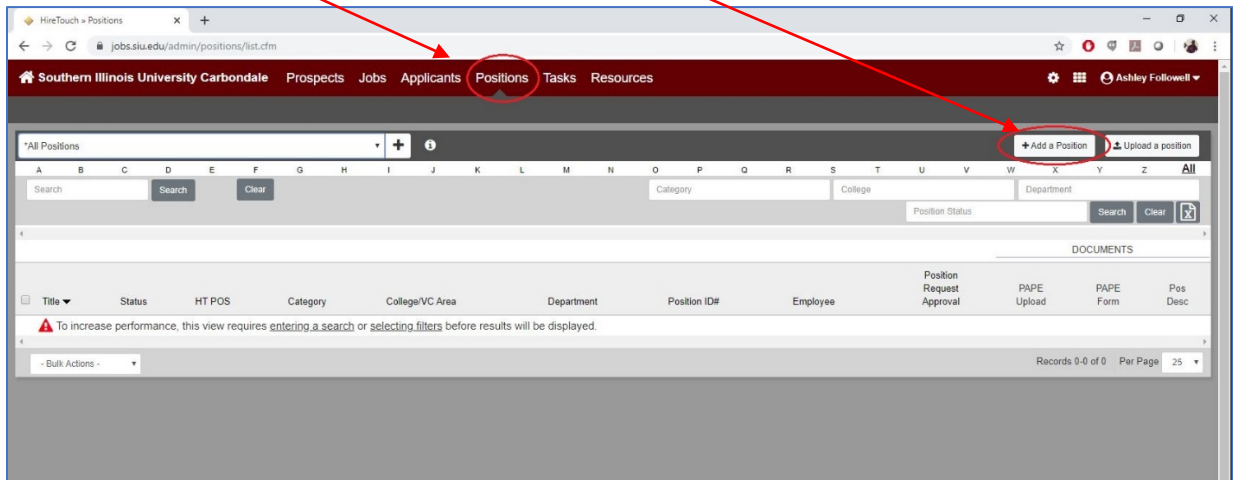 HireTouch » Positions
jobs.siu.edu/admin/positions/list.cfm
Southern Illinois University Carbondale Prospects Jobs Applicants Positions Tasks Resources Ashley Followell
*All Positions + Add a Position Upload a position
A B C D E F G H I J K L M N O P Q R S T U V W X Y Z All
Search Search Clear Category College Department
Position Status Search Clear
DOCUMENTS
Title Status HT POS Category College/VC Area Department Position ID# Employee Position Request Approval PAPE Upload PAPE Form Pos Desc
To increase performance, this view requires entering a search or selecting filters before results will be displayed.
- Bulk Actions - Records 0-0 of 0 Per Page 25